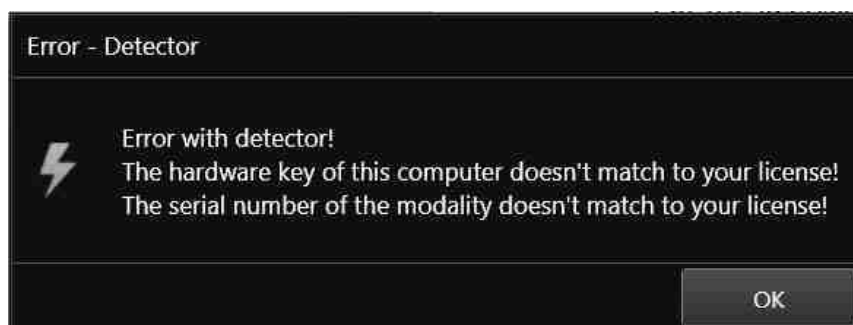 Error - Detector
Error with detector!
The hardware key of this computer doesn't match to your license!
The serial number of the modality doesn't match to your license!
OK